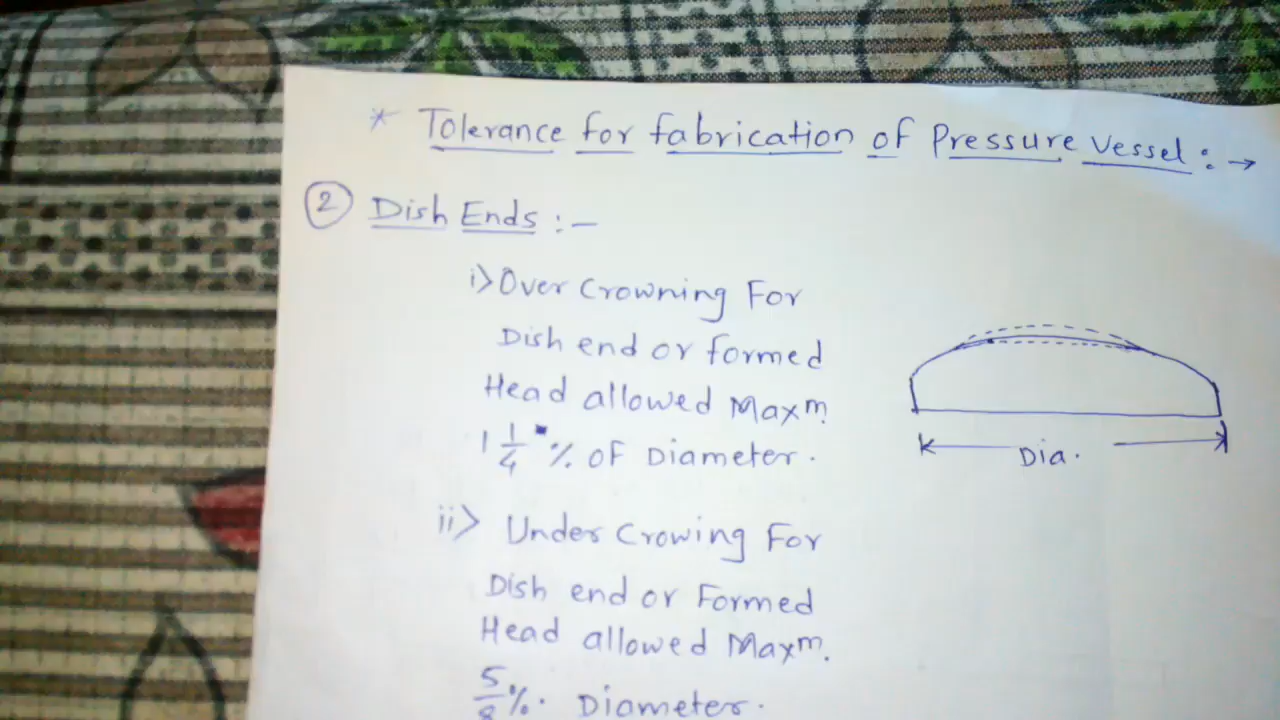 * Tolerance for fabrication of Pressure Vessel :- →
② Dish Ends :-
i> Over Crowning For
Dish end or formed
Head allowed Maxm.
1 1/4 % OF Diameter.
Dia.
ii> Under Crowing For
Dish end or Formed
Head allowed Maxm.
5/8 %. Diameter.